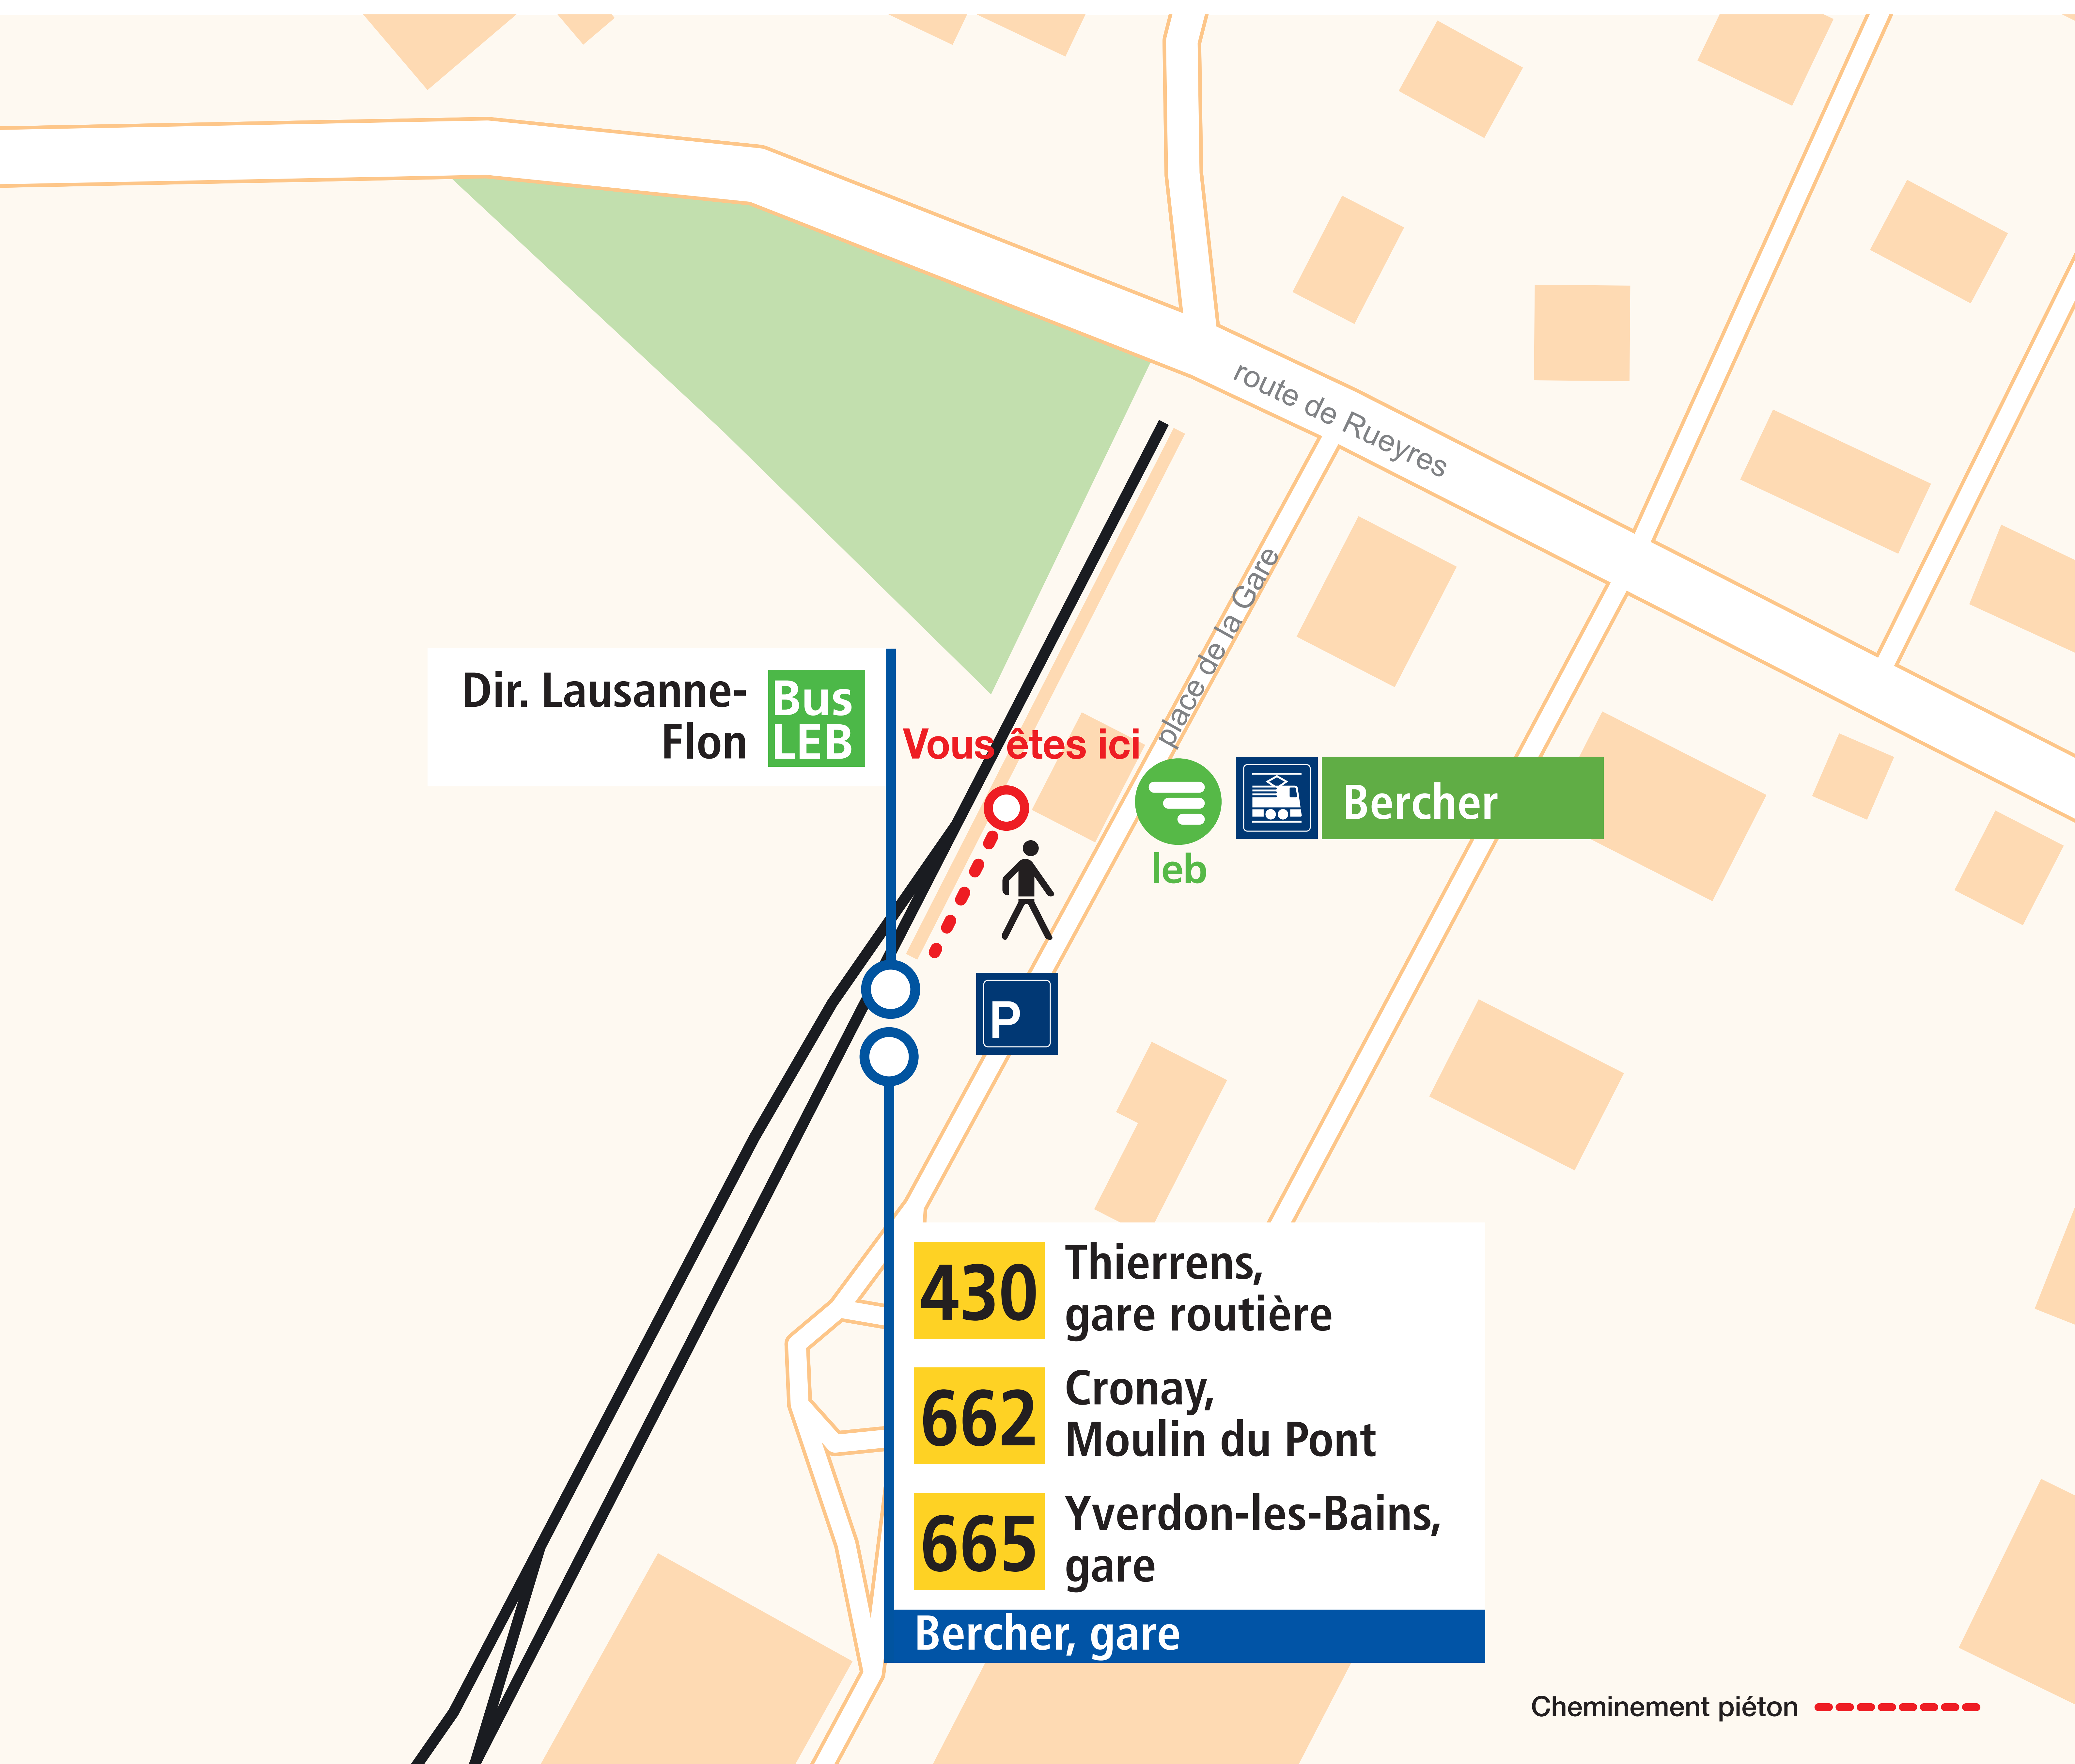 route de Rueyres
place de la Gare
Dir. Lausanne-
Flon
Bus
LEB
Vous êtes ici
Bercher
leb
P
430
Thierrens,
gare routière
662
Cronay,
Moulin du Pont
665
Yverdon-les-Bains,
gare
Bercher, gare
Cheminement piéton